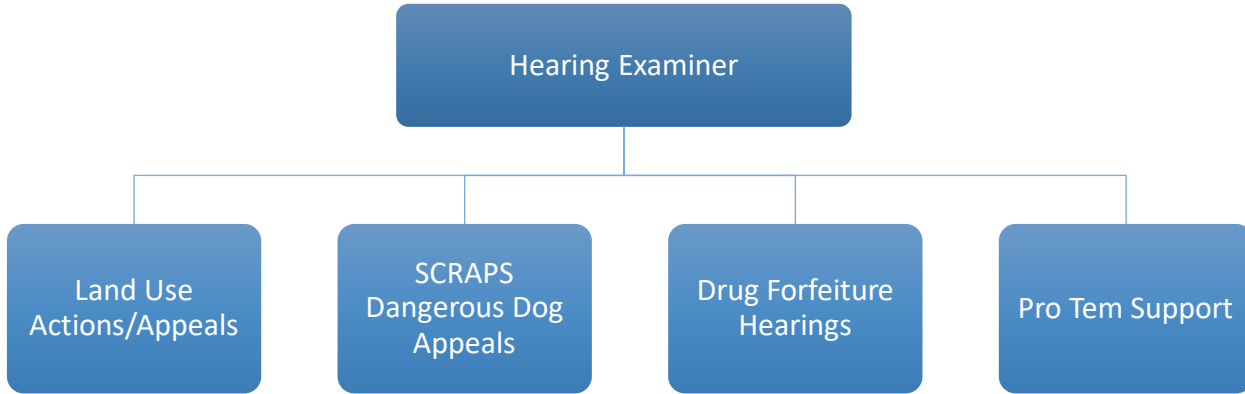 Hearing Examiner
Land Use
Actions/Appeals
SCRAPS
Dangerous Dog
Appeals
Drug Forfeiture
Hearings
Pro Tem Support